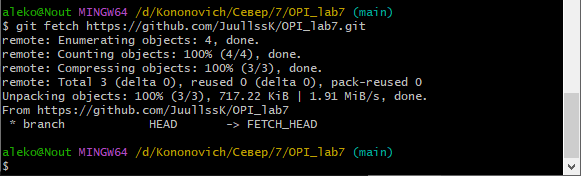 aleko@Nout MINGW64 /d/Kononovich/Север/7/OPI_lab7 (main)
$ git fetch https://github.com/JuullssK/OPI_lab7.git
remote: Enumerating objects: 4, done.
remote: Counting objects: 100% (4/4), done.
remote: Compressing objects: 100% (3/3), done.
remote: Total 3 (delta 0), reused 0 (delta 0), pack-reused 0
Unpacking objects: 100% (3/3), 717.22 KiB | 1.91 MiB/s, done.
From https://github.com/JuullssK/OPI_lab7
 * branch            HEAD       -> FETCH_HEAD

aleko@Nout MINGW64 /d/Kononovich/Север/7/OPI_lab7 (main)
$